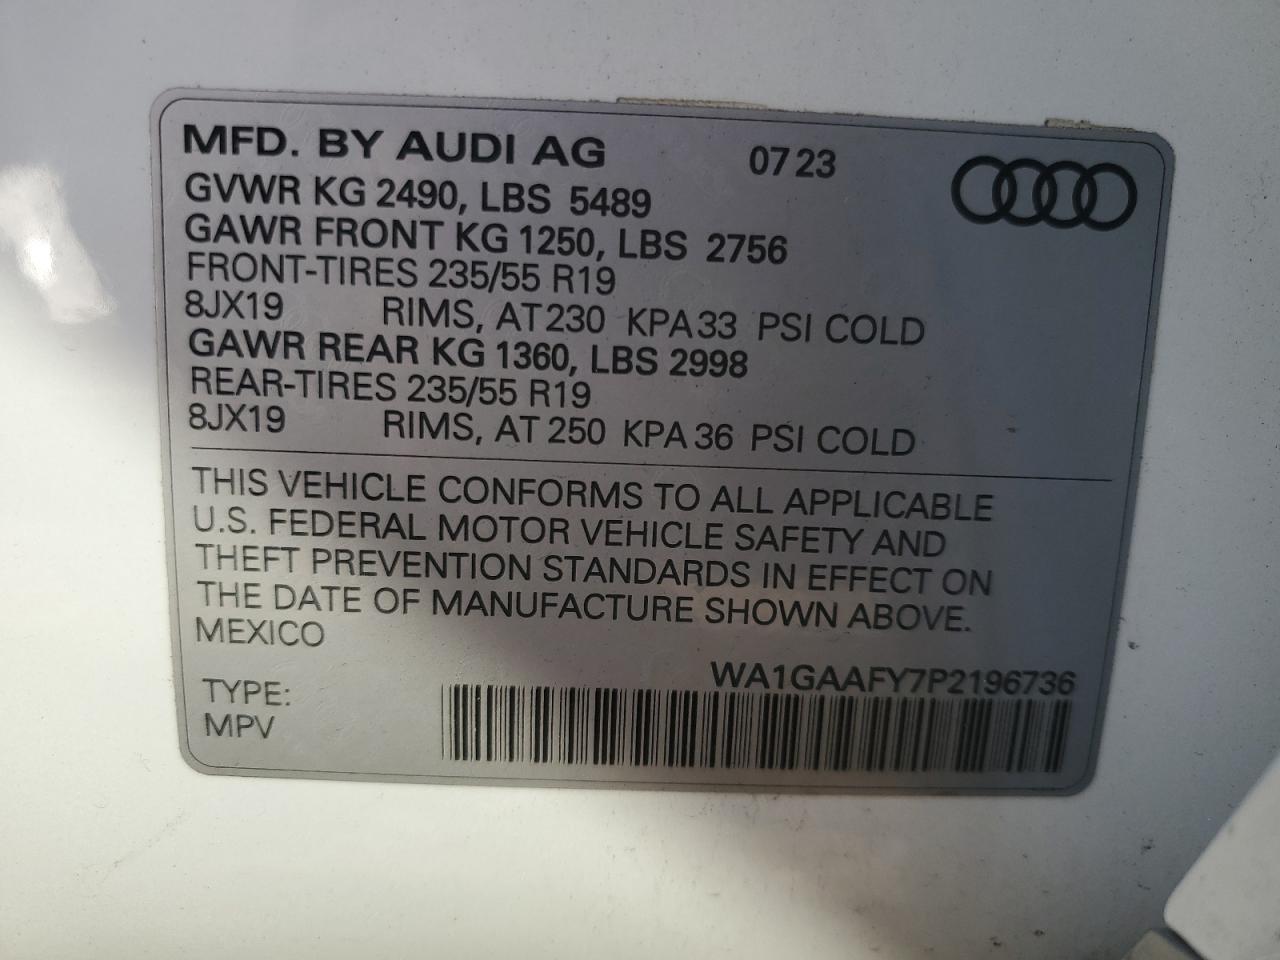 MFD. BY AUDI AG 07 23
GVWR KG 2490, LBS 5489
GAWR FRONT KG 1250, LBS 2756
FRONT-TIRES 235/55 R19
8JX19 RIMS, AT 230 KPA 33 PSI COLD
GAWR REAR KG 1360, LBS 2998
REAR-TIRES 235/55 R19
8JX19 RIMS, AT 250 KPA 36 PSI COLD
THIS VEHICLE CONFORMS TO ALL APPLICABLE
U.S. FEDERAL MOTOR VEHICLE SAFETY AND
THEFT PREVENTION STANDARDS IN EFFECT ON
THE DATE OF MANUFACTURE SHOWN ABOVE.
MEXICO
WA1GAAFY7P2196736
TYPE:
MPV